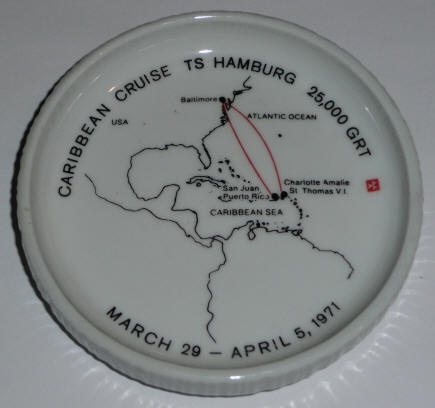 CARIBBEAN CRUISE TS HAMBURG 25,000 GRT
Baltimore
USA
ATLANTIC OCEAN
San Juan
Puerto Rico
Charlotte Amalie
St Thomas V.I.
CARIBBEAN SEA
MARCH 29 – APRIL 5, 1971